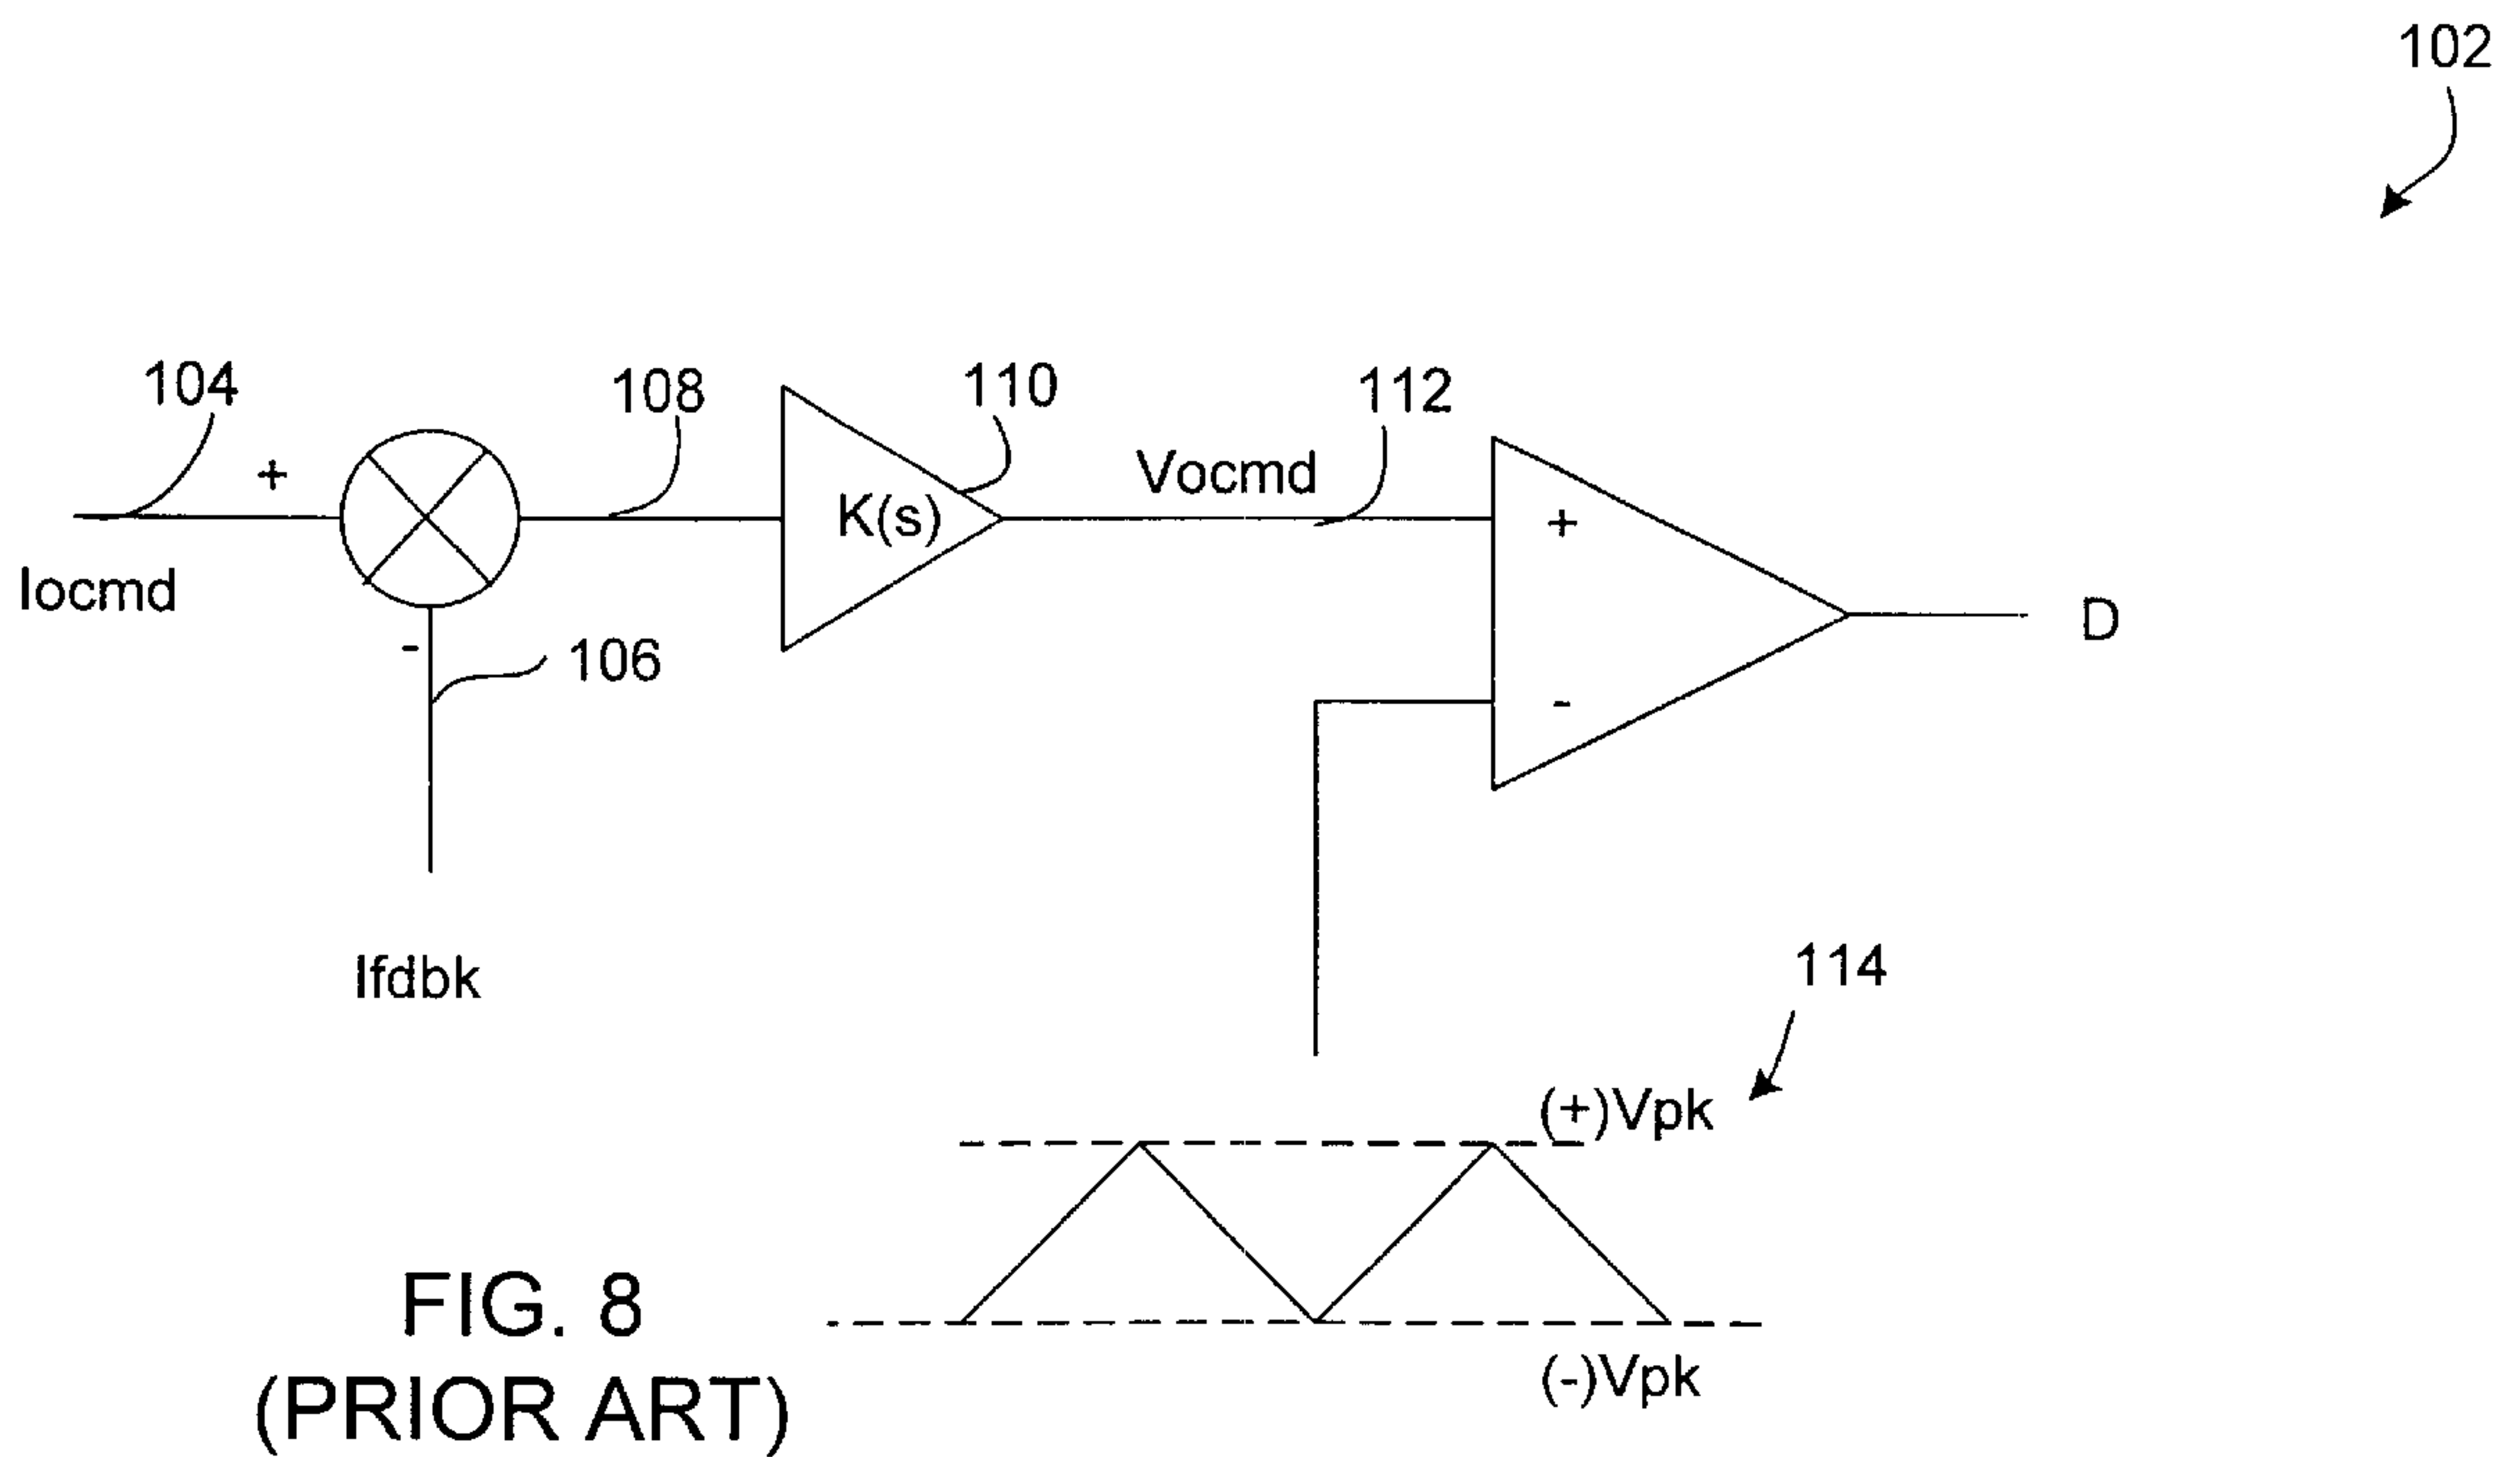 102
104
108
110
112
+
Vocmd
K(s)
+
Iocmd
D
-
106
-
Ifdbk
114
(+)Vpk
(-)Vpk
FIG. 8
(PRIOR ART)